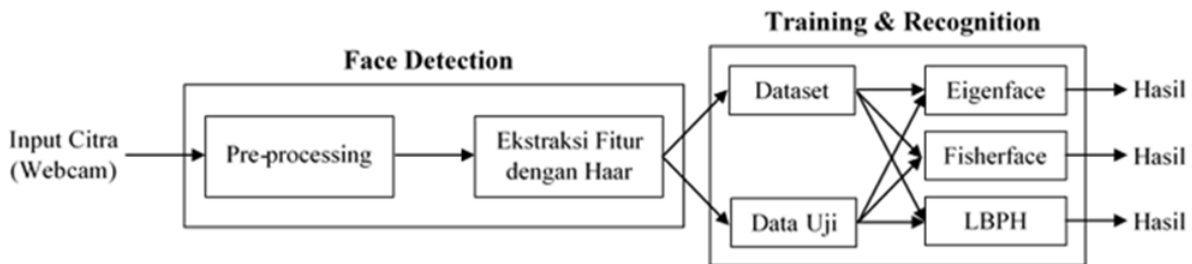 Training & Recognition
Face Detection
Input Citra
(Webcam)
Pre-processing
Ekstraksi Fitur
dengan Haar
Dataset
Data Uji
Eigenface
Fisherface
LBPH
Hasil
Hasil
Hasil